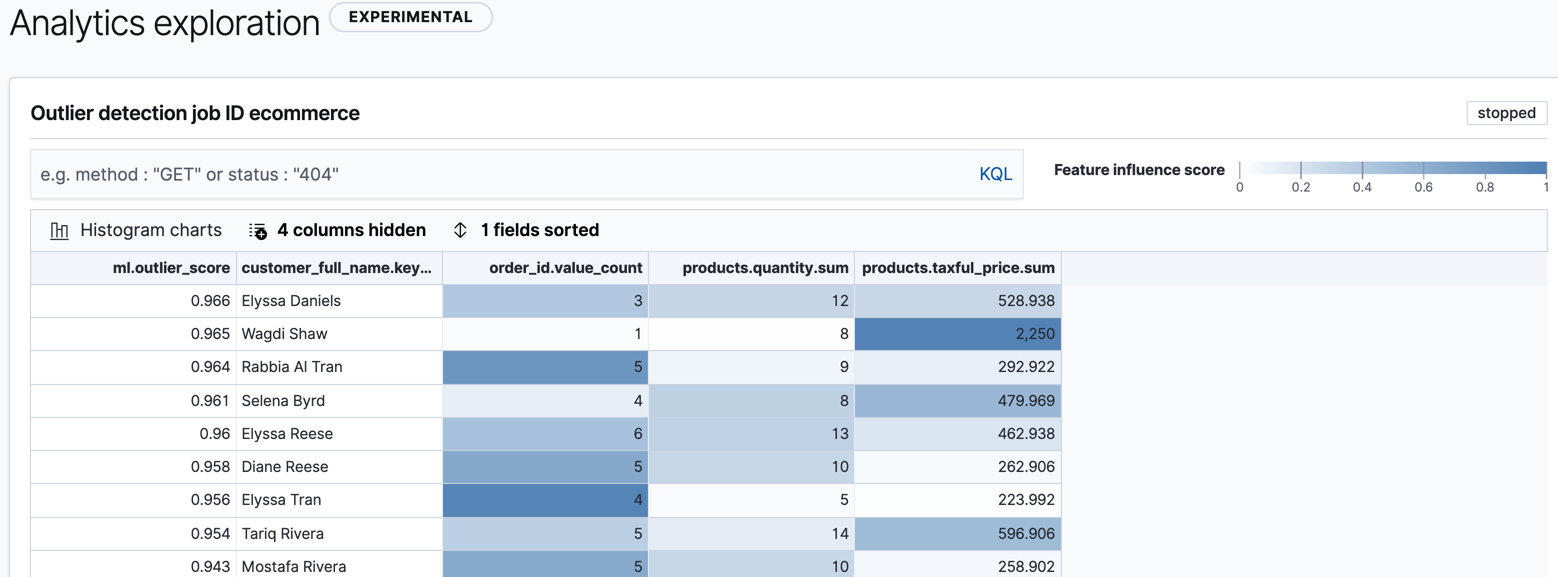 Analytics exploration EXPERIMENTAL
Outlier detection job ID ecommerce stopped
e.g. method : "GET" or status : "404" KQL Feature influence score
0 0.2 0.4 0.6 0.8 1
Histogram charts 4 columns hidden 1 fields sorted
ml.outlier_score customer_full_name.key... order_id.value_count products.quantity.sum products.taxful_price.sum
0.966 Elyssa Daniels 3 12 528.938
0.965 Wagdi Shaw 1 8 2,250
0.964 Rabbia Al Tran 5 9 292.922
0.961 Selena Byrd 4 8 479.969
0.96 Elyssa Reese 6 13 462.938
0.958 Diane Reese 5 10 262.906
0.956 Elyssa Tran 4 5 223.992
0.954 Tariq Rivera 5 14 596.906
0.943 Mostafa Rivera 5 10 258.902